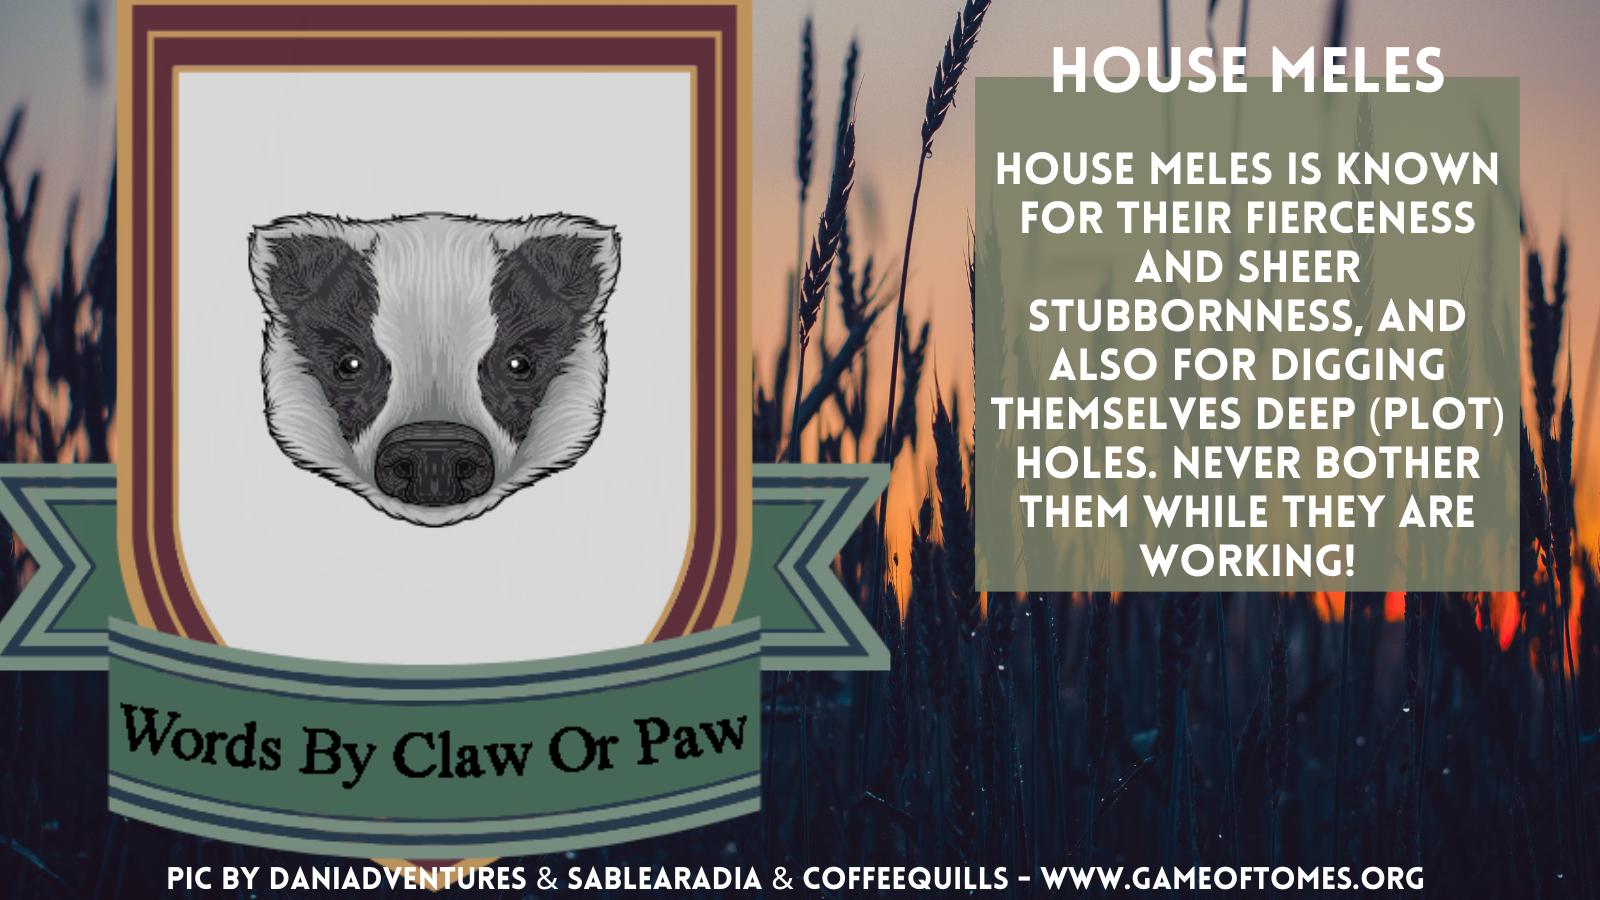 HOUSE MELES
HOUSE MELES IS KNOWN
FOR THEIR FIERCENESS
AND SHEER
STUBBORNNESS, AND
ALSO FOR DIGGING
THEMSELVES DEEP (PLOT)
HOLES. NEVER BOTHER
THEM WHILE THEY ARE
WORKING!
Words By Claw Or Paw
PIC BY DANIADVENTURES & SABLEARADIA & COFFEEQUILLS - WWW.GAMEOFTOMES.ORG